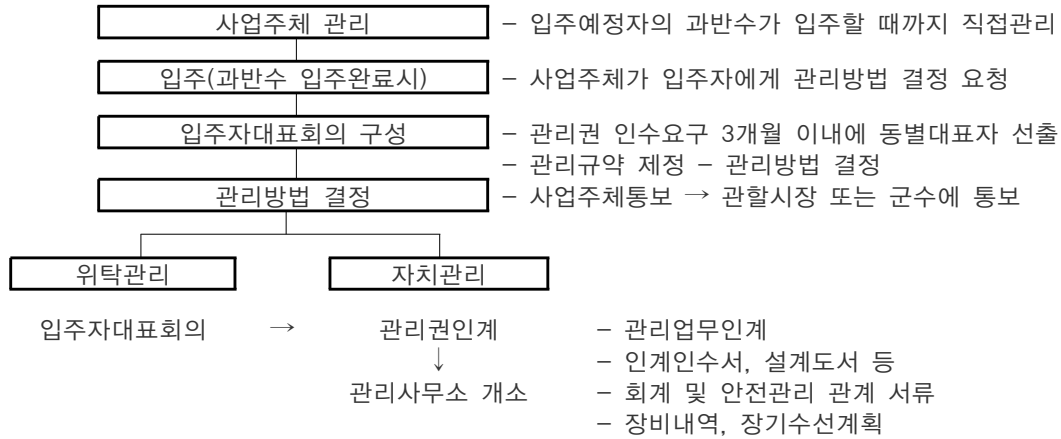 사업주체 관리 – 입주예정자의 과반수가 입주할 때까지 직접관리
입주(과반수 입주완료시) – 사업주체가 입주자에게 관리방법 결정 요청
입주자대표회의 구성 – 관리권 인수요구 3개월 이내에 동별대표자 선출
– 관리규약 제정 – 관리방법 결정
관리방법 결정 – 사업주체통보 → 관할시장 또는 군수에 통보
위탁관리 자치관리
입주자대표회의 → 관리권인계 – 관리업무인계
↓ – 인계인수서, 설계도서 등
관리사무소 개소 – 회계 및 안전관리 관계 서류
– 장비내역, 장기수선계획